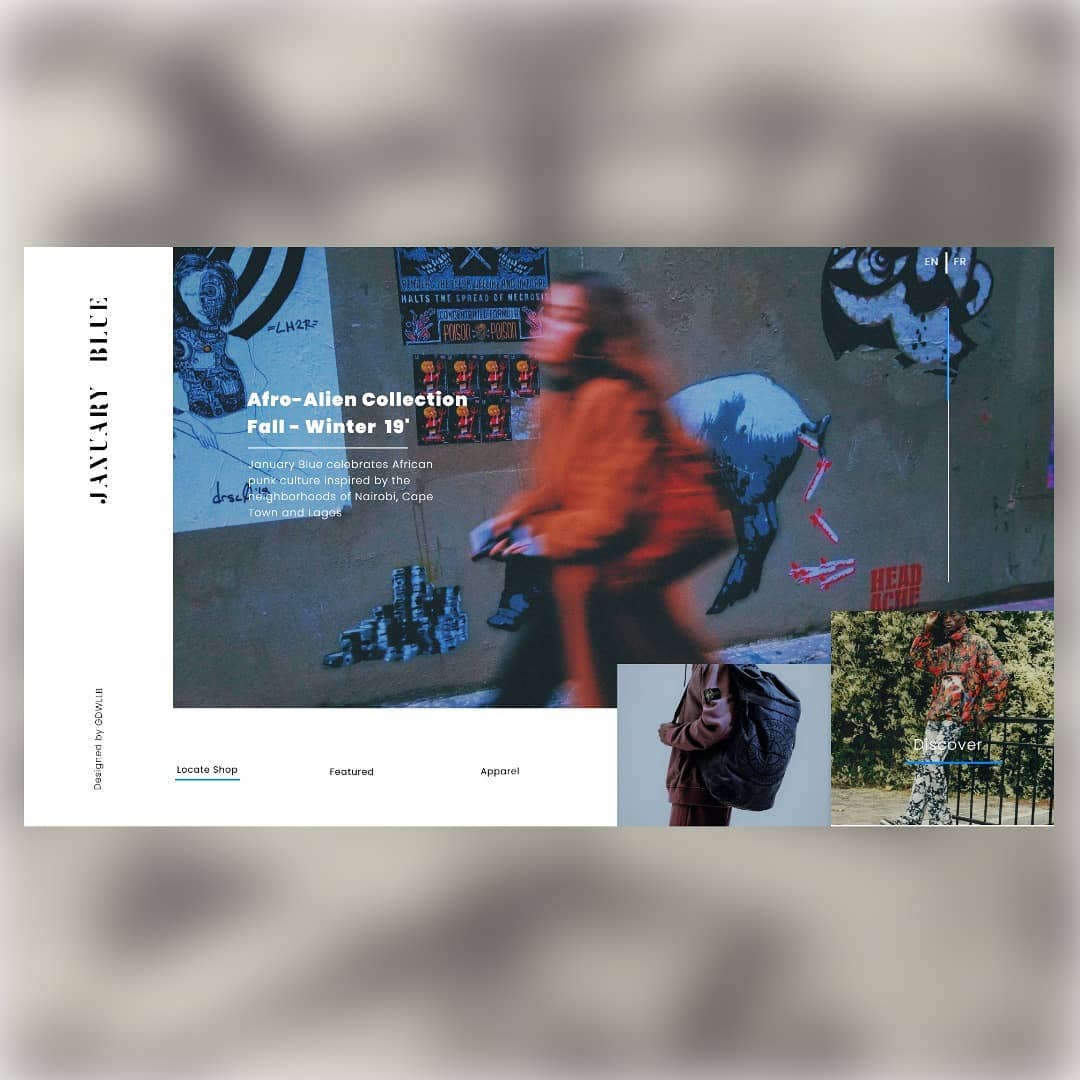 EN | FR
JANUARY BLUE
=LH2R=
HALTS THE SPREAD OF NECROSIS
CONCENTRATED FORMULA
POISON POISON
Afro-Alien Collection
Fall - Winter 19'
January Blue celebrates African
punk culture inspired by the
neighborhoods of Nairobi, Cape
Town and Lagos
HEAD
ACHE
Designed by GDWLLB
Discover
Locate Shop
Featured
Apparel